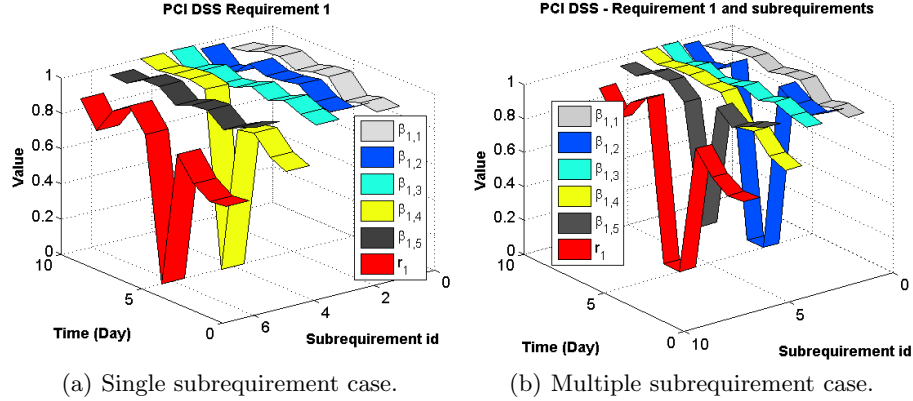 PCI DSS Requirement 1
1
0.8
0.6
0.4
0.2
0
Value
10
5
0
Time (Day)
6
4
2
0
Subrequirement id
β1,1
β1,2
β1,3
β1,4
β1,5
r1
(a) Single subrequirement case.
PCI DSS - Requirement 1 and subrequirements
1
0.8
0.6
0.4
0.2
0
Value
10
5
0
Time (Day)
10
5
0
Subrequirement id
β1,1
β1,2
β1,3
β1,4
β1,5
r1
(b) Multiple subrequirement case.